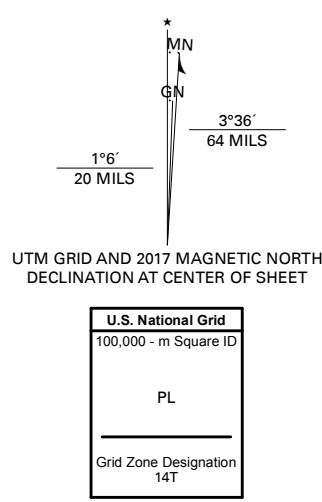 ★
MN
GN
3°36´
64 MILS
1°6´
20 MILS
UTM GRID AND 2017 MAGNETIC NORTH
DECLINATION AT CENTER OF SHEET
U.S. National Grid
100,000 - m Square ID
PL
Grid Zone Designation
14T